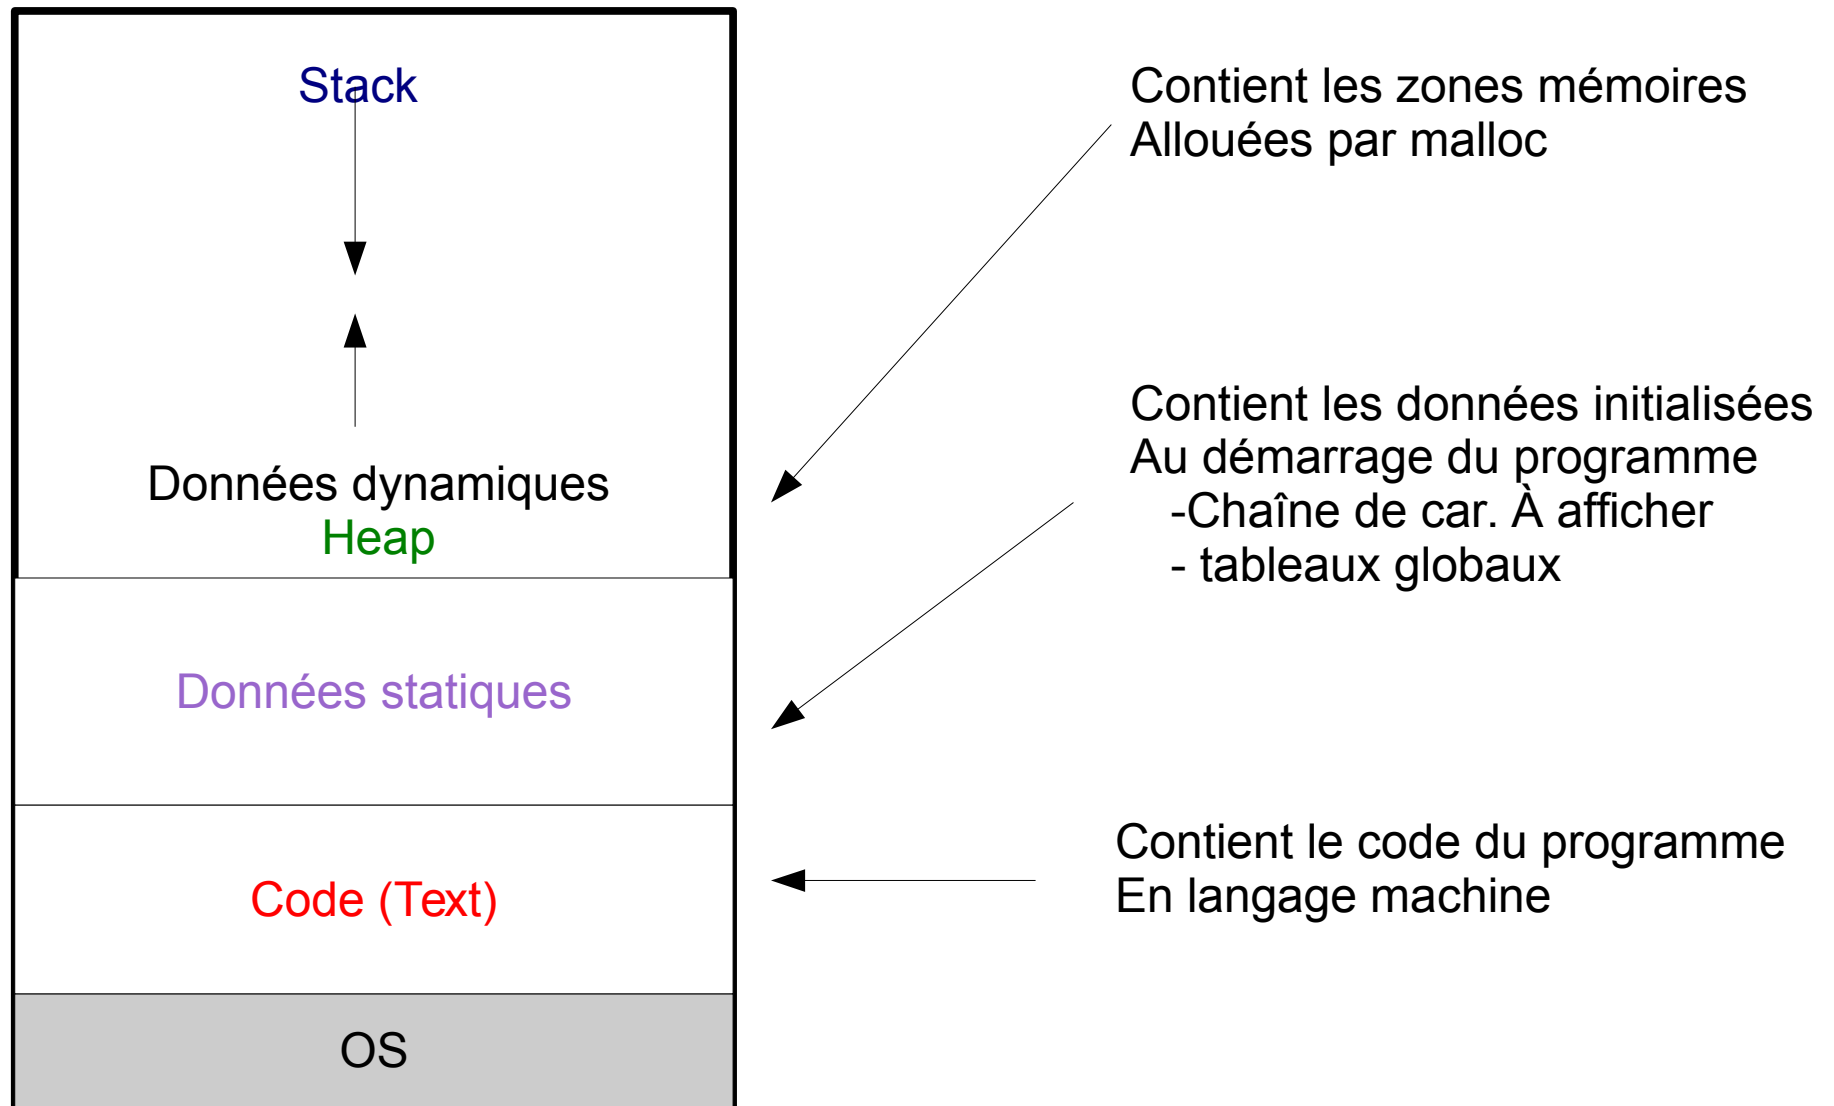 Stack
Données dynamiques
Heap
Données statiques
Code (Text)
OS
Contient les zones mémoires
Allouées par malloc
Contient les données initialisées
Au démarrage du programme
-Chaîne de car. À afficher
- tableaux globaux
Contient le code du programme
En langage machine